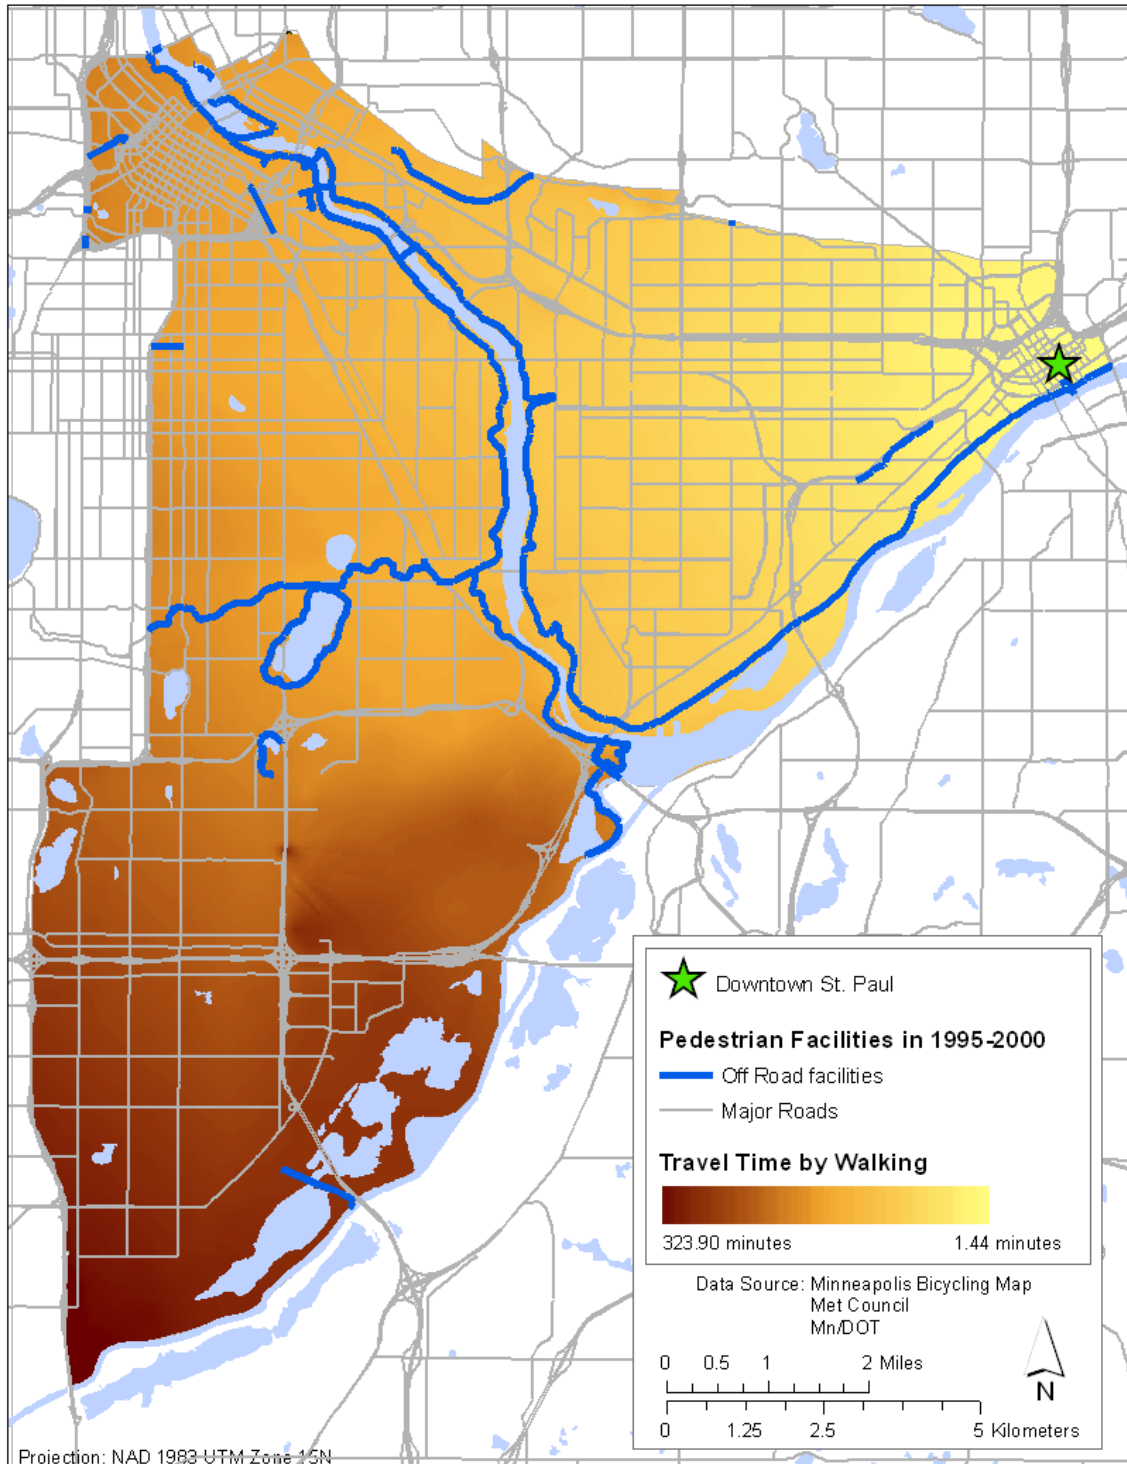 Downtown St. Paul
Pedestrian Facilities in 1995-2000
Off Road facilities
Major Roads
Travel Time by Walking
323.90 minutes 1.44 minutes
Data Source: Minneapolis Bicycling Map
Met Council
Mn/DOT
0 0.5 1 2 Miles
N
0 1.25 2.5 5 Kilometers
Projection: NAD 1983 UTM Zone 15N